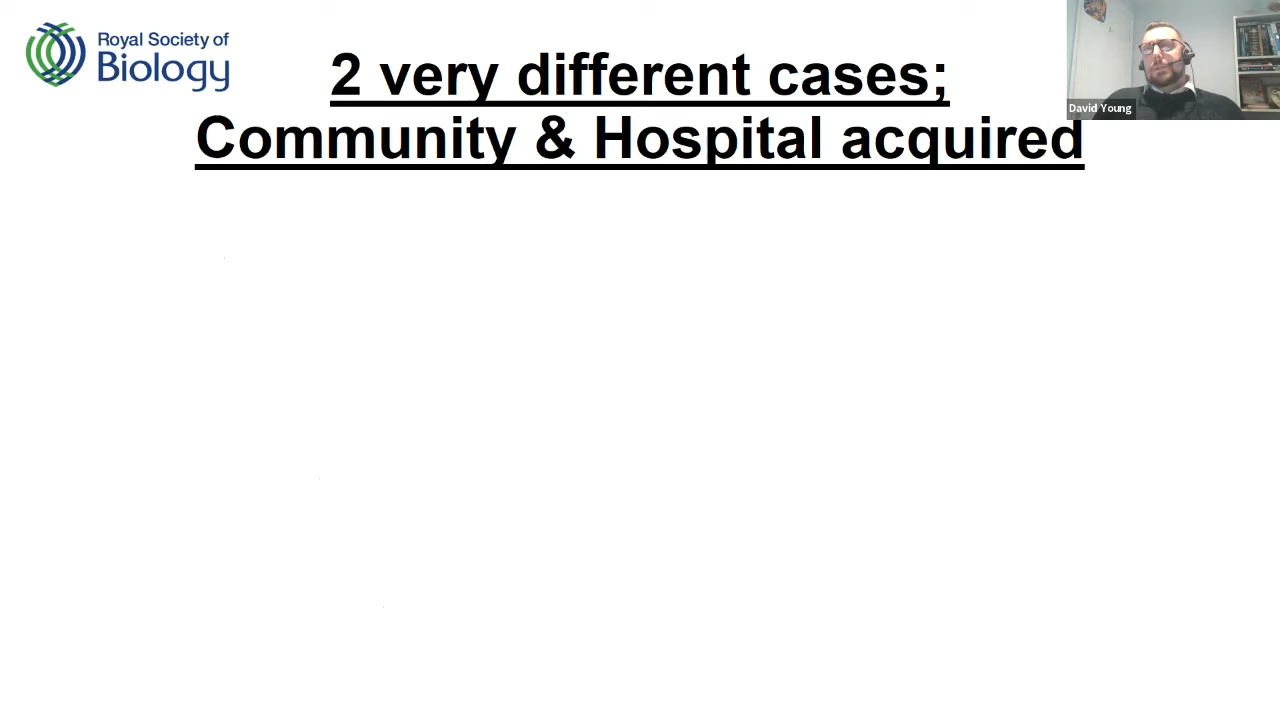 Royal Society of
Biology
2 very different cases;
Community & Hospital acquired
David Young